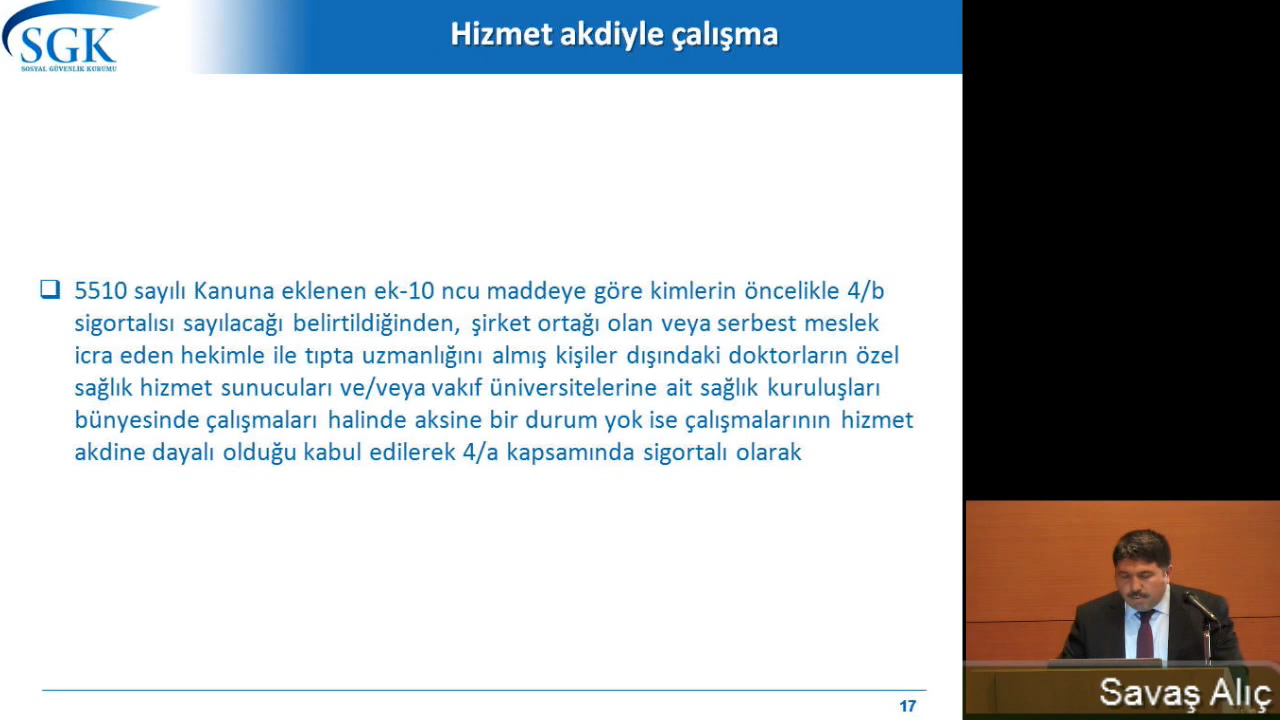 SGK
SOSYAL GÜVENLİK KURUMU
Hizmet akdiyle çalışma
5510 sayılı Kanuna eklenen ek-10 ncu maddeye göre kimlerin öncelikle 4/b
sigortalısı sayılacağı belirtildiğinden, şirket ortağı olan veya serbest meslek
icra eden hekimle ile tıpta uzmanlığını almış kişiler dışındaki doktorların özel
sağlık hizmet sunucuları ve/veya vakıf üniversitelerine ait sağlık kuruluşları
bünyesinde çalışmaları halinde aksine bir durum yok ise çalışmalarının hizmet
akdine dayalı olduğu kabul edilerek 4/a kapsamında sigortalı olarak
17
Savaş Alıç